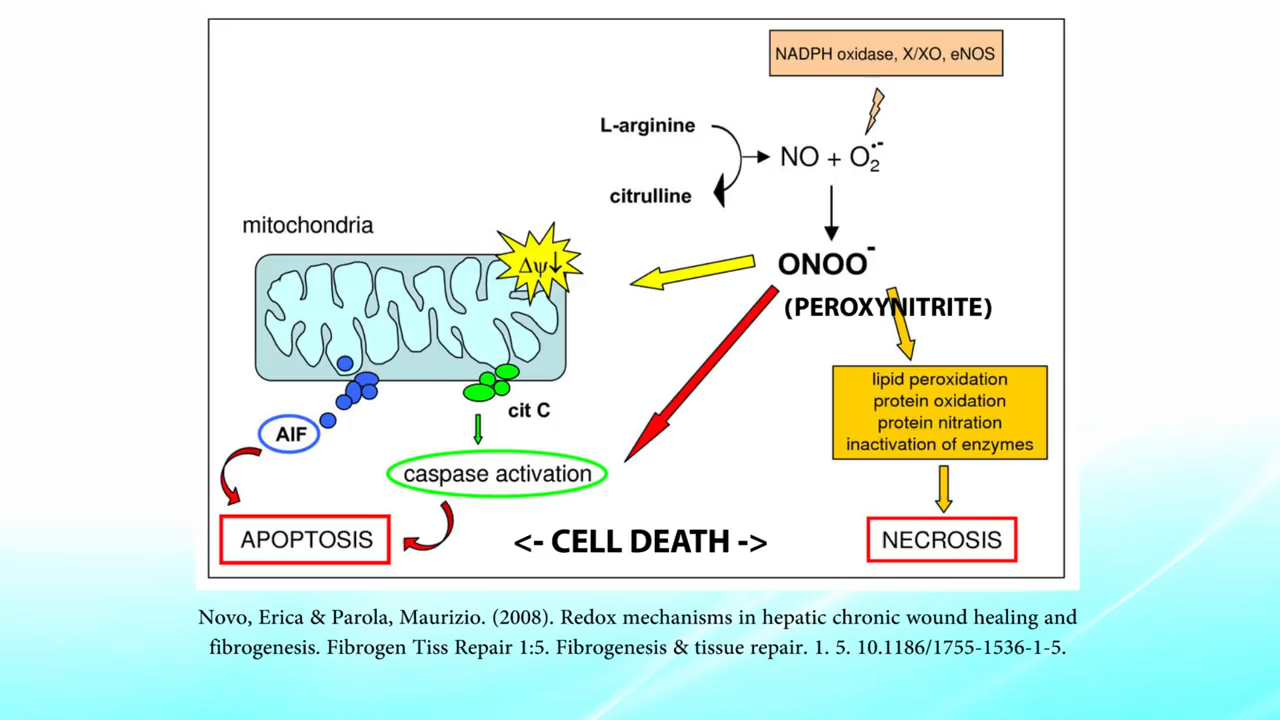 NADPH oxidase, X/XO, eNOS
L-arginine
NO + O₂•⁻
citrulline
mitochondria
Δψ↓
ONOO⁻
(PEROXYNITRITE)
lipid peroxidation
protein oxidation
protein nitration
inactivation of enzymes
cit C
AIF
caspase activation
APOPTOSIS
<- CELL DEATH ->
NECROSIS
Novo, Erica & Parola, Maurizio. (2008). Redox mechanisms in hepatic chronic wound healing and
fibrogenesis. Fibrogen Tiss Repair 1:5. Fibrogenesis & tissue repair. 1. 5. 10.1186/1755-1536-1-5.